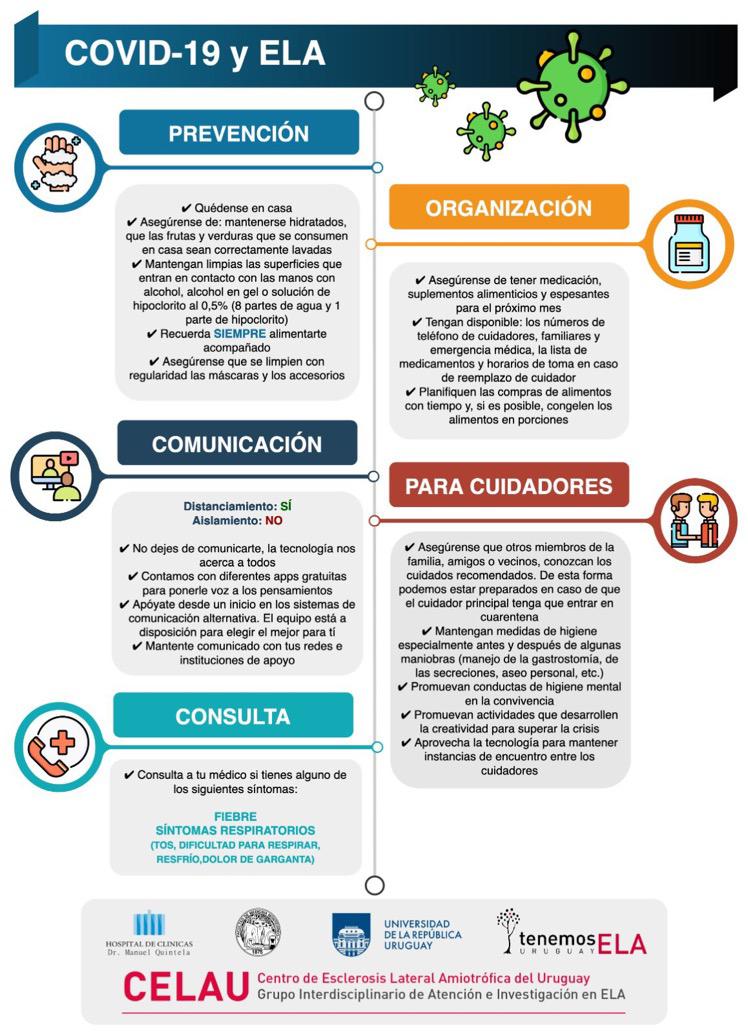 COVID-19 y ELA
PREVENCIÓN
✔ Quédense en casa
✔ Asegúrense de: mantenerse hidratados,
que las frutas y verduras que se consumen
en casa sean correctamente lavadas
✔ Mantengan limpias las superficies que
entran en contacto con las manos con
alcohol, alcohol en gel o solución de
hipoclorito al 0,5% (8 partes de agua y 1
parte de hipoclorito)
✔ Recuerda SIEMPRE alimentarte
acompañado
✔ Asegúrense que se limpien con
regularidad las máscaras y los accesorios
ORGANIZACIÓN
✔ Asegúrense de tener medicación,
suplementos alimenticios y espesantes
para el próximo mes
✔ Tengan disponible: los números de
teléfono de cuidadores, familiares y
emergencia médica, la lista de
medicamentos y horarios de toma en caso
de reemplazo de cuidador
✔ Planifiquen las compras de alimentos
con tiempo y, si es posible, congelen los
alimentos en porciones
COMUNICACIÓN
Distanciamiento: SÍ
Aislamiento: NO
✔ No dejes de comunicarte, la tecnología nos
acerca a todos
✔ Contamos con diferentes apps gratuitas
para ponerle voz a los pensamientos
✔ Apóyate desde un inicio en los sistemas de
comunicación alternativa. El equipo está a
disposición para elegir el mejor para tí
✔ Mantente comunicado con tus redes e
instituciones de apoyo
PARA CUIDADORES
✔ Asegúrense que otros miembros de la
familia, amigos o vecinos, conozcan los
cuidados recomendados. De esta forma
podemos estar preparados en caso de que
el cuidador principal tenga que entrar en
cuarentena
✔ Mantengan medidas de higiene
especialmente antes y después de algunas
maniobras (manejo de la gastrostomía, de
las secreciones, aseo personal, etc.)
✔ Promuevan conductas de higiene mental
en la convivencia
✔ Promuevan actividades que desarrollen
la creatividad para superar la crisis
✔ Aprovecha la tecnología para mantener
instancias de encuentro entre los
cuidadores
CONSULTA
✔ Consulta a tu médico si tienes alguno de
los siguientes síntomas:
FIEBRE
SÍNTOMAS RESPIRATORIOS
(TOS, DIFICULTAD PARA RESPIRAR,
RESFRÍO,DOLOR DE GARGANTA)
HOSPITAL DE CLINICAS
Dr. Manuel Quintela
UNIVERSIDAD
DE LA REPÚBLICA
URUGUAY
tenemosELA
URUGUAY
CELAU
Centro de Esclerosis Lateral Amiotrófica del Uruguay
Grupo Interdisciplinario de Atención e Investigación en ELA